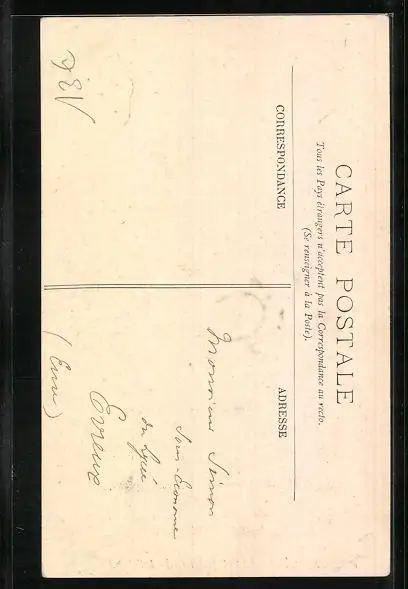 CARTE POSTALE
Tous les Pays étrangers n'acceptent pas la Correspondance au recto.
(Se renseigner à la Poste).
CORRESPONDANCE
ADRESSE
Monsieur Simon
Sous-Econome
du Lycée
Evreux
(Eure)